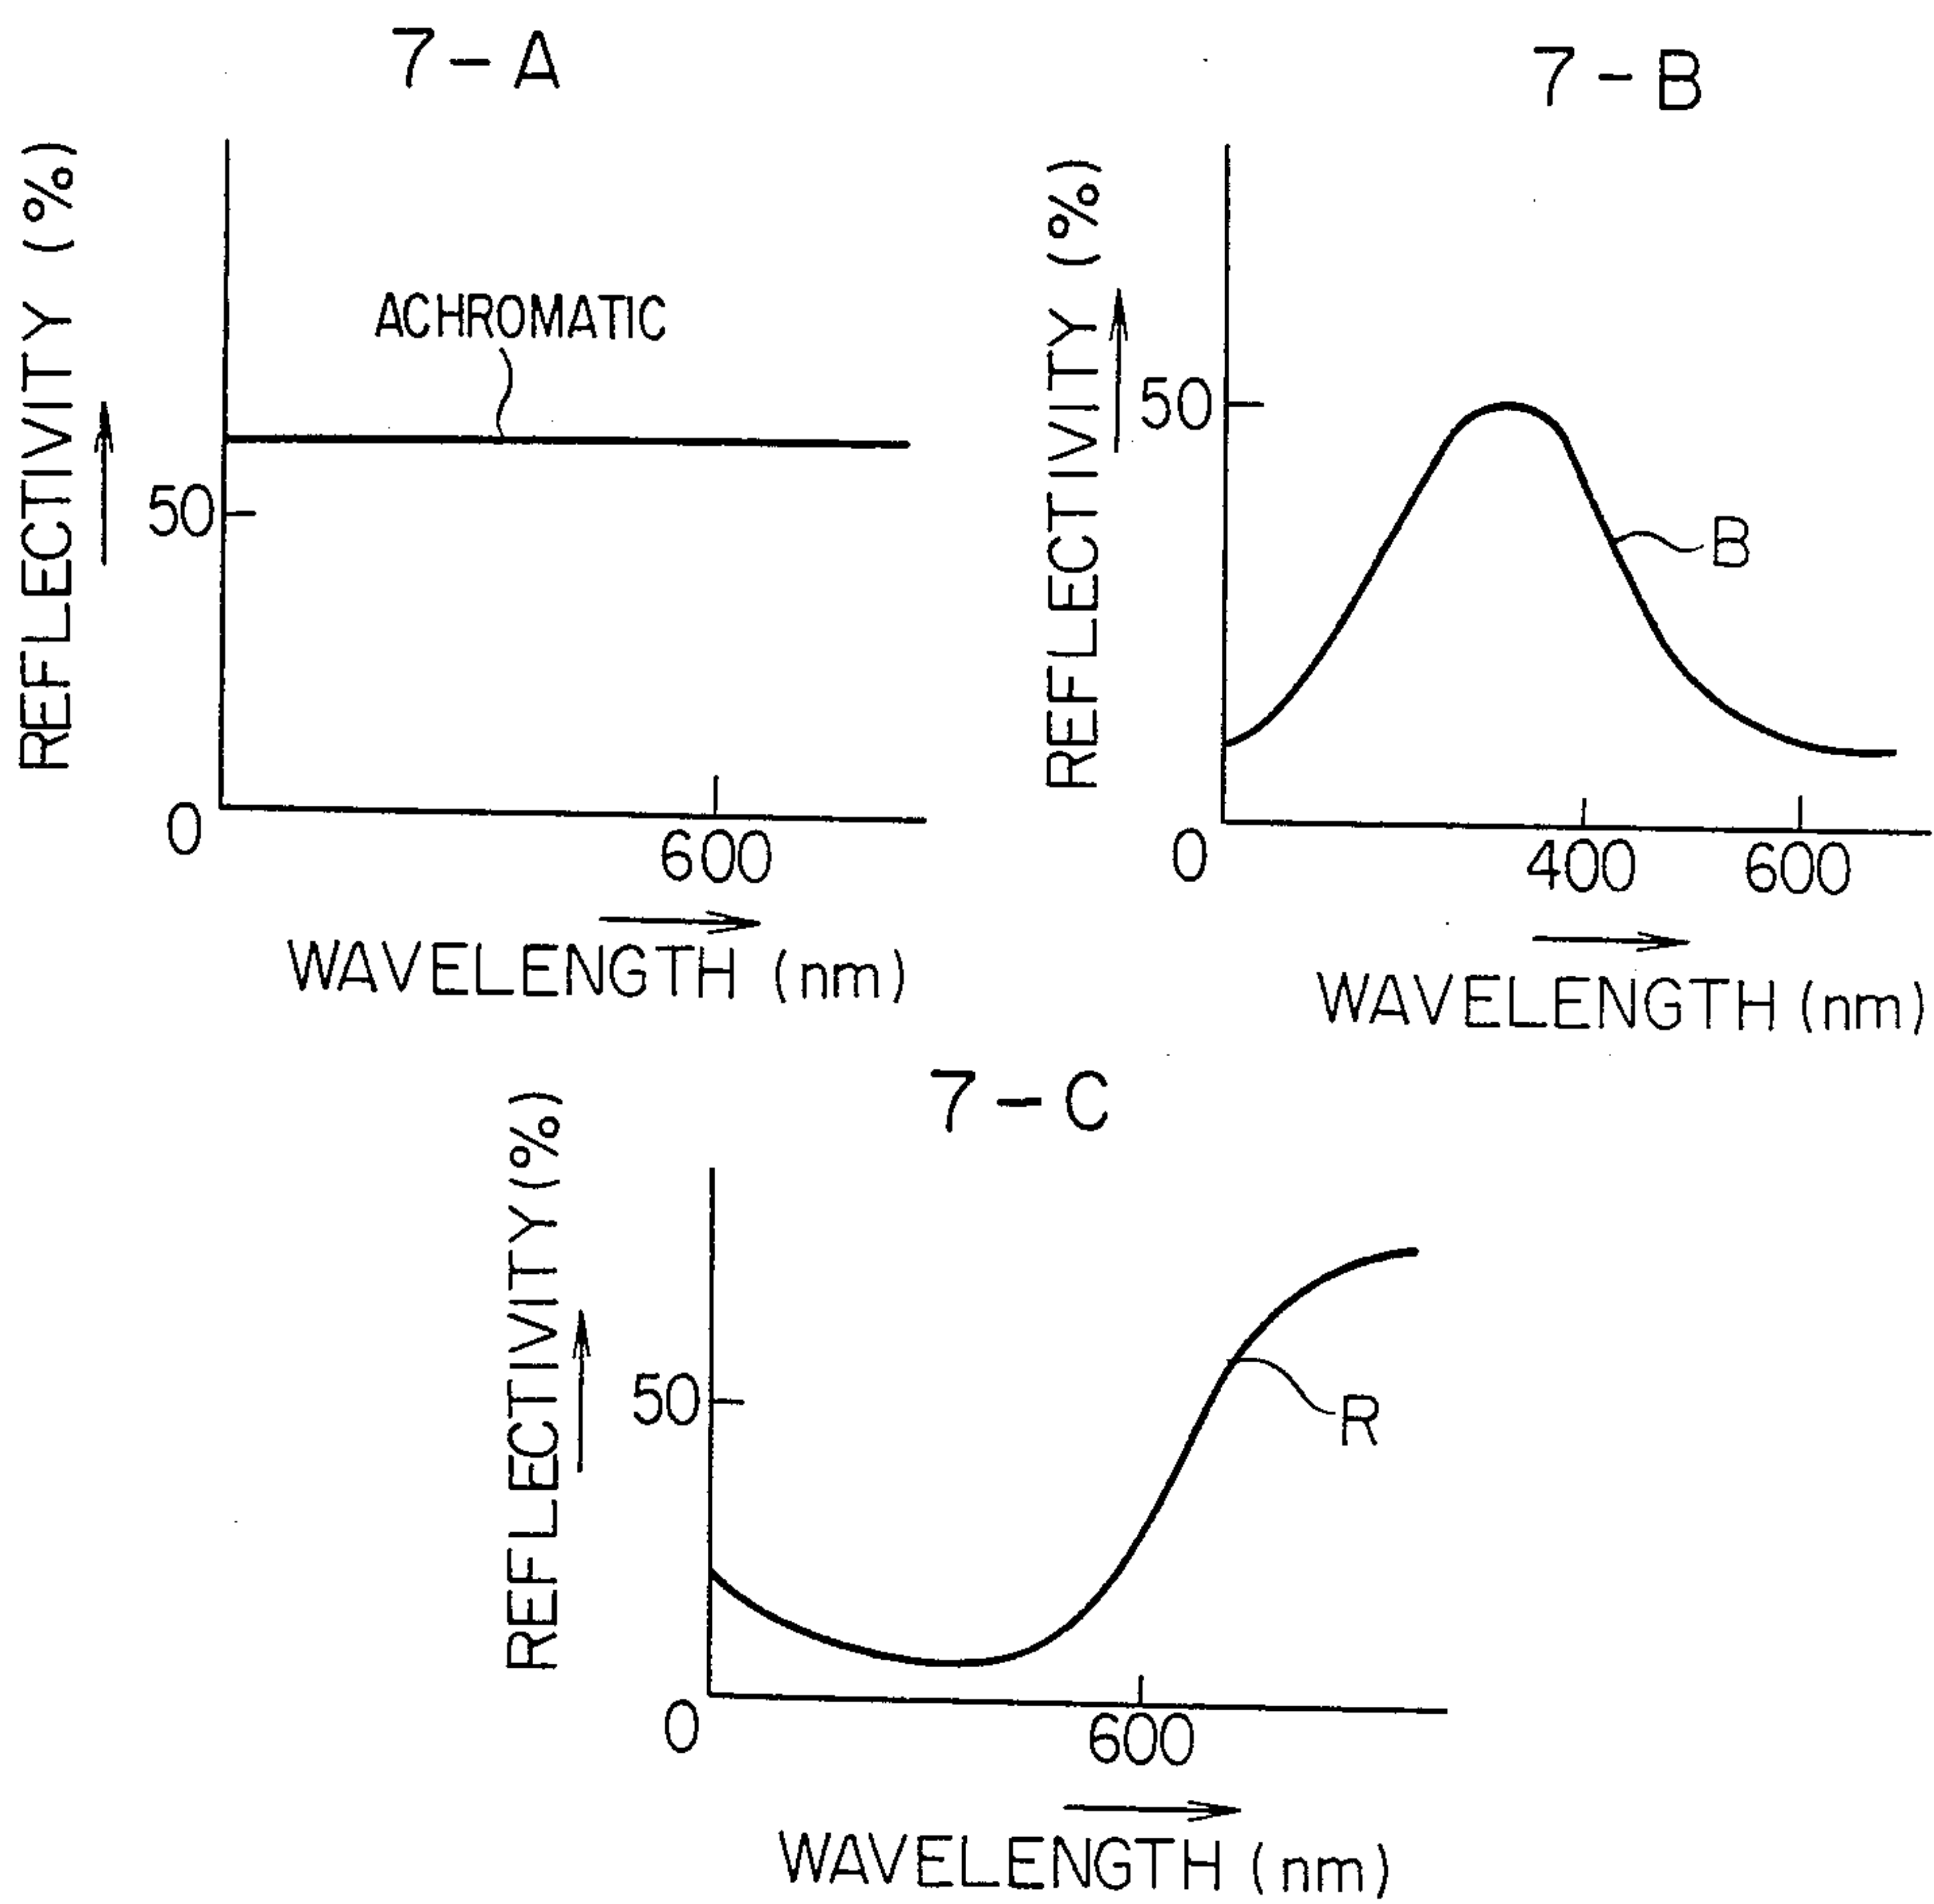 7-A
REFLECTIVITY (%)
ACHROMATIC
50
0
600
WAVELENGTH (nm)
7-B
REFLECTIVITY (%)
50
B
0
400
600
WAVELENGTH (nm)
7-C
REFLECTIVITY (%)
50
R
0
600
WAVELENGTH (nm)